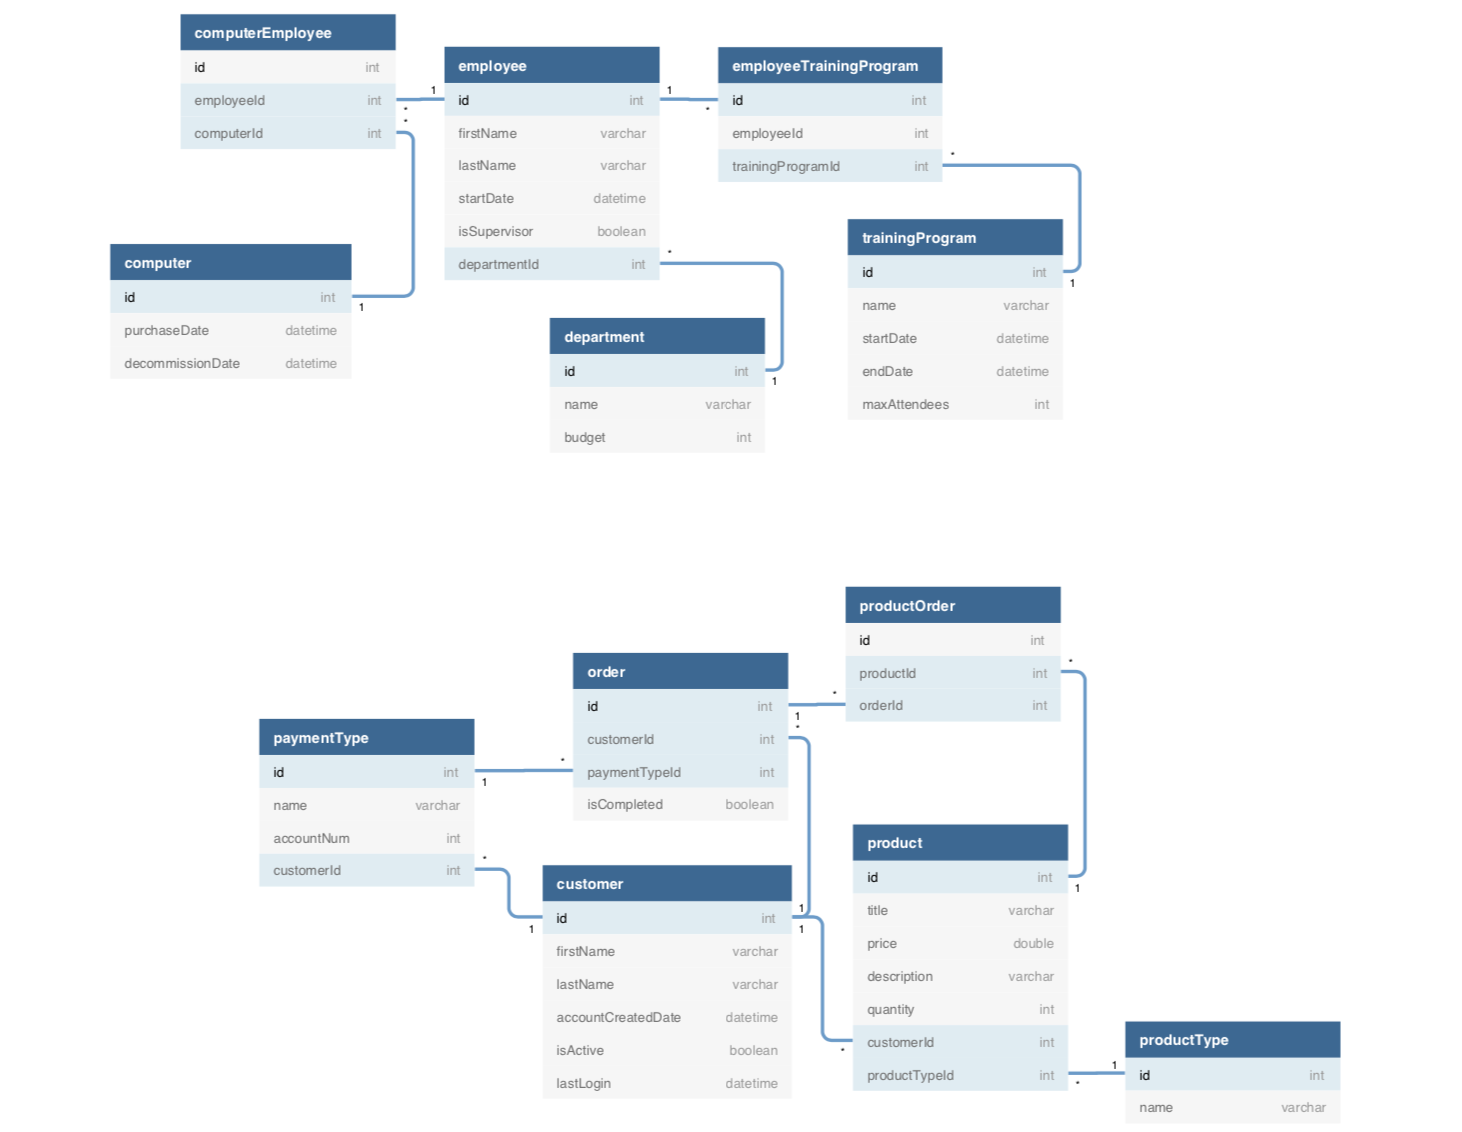 computerEmployee
id int
employeeId int
computerId int
employee
id int
firstName varchar
lastName varchar
startDate datetime
isSupervisor boolean
departmentId int
employeeTrainingProgram
id int
employeeId int
trainingProgramId int
1
*
*
1
*
*
*
1
computer
id int
purchaseDate datetime
decommissionDate datetime
1
department
id int
name varchar
budget int
1
trainingProgram
id int
name varchar
startDate datetime
endDate datetime
maxAttendees int
productOrder
id int
productId int
orderId int
*
*
1
*
order
id int
customerId int
paymentTypeId int
isCompleted boolean
*
1
paymentType
id int
name varchar
accountNum int
customerId int
*
1
customer
id int
firstName varchar
lastName varchar
accountCreatedDate datetime
isActive boolean
lastLogin datetime
1
1
*
product
id int
title varchar
price double
description varchar
quantity int
customerId int
productTypeId int
1
*
1
productType
id int
name varchar